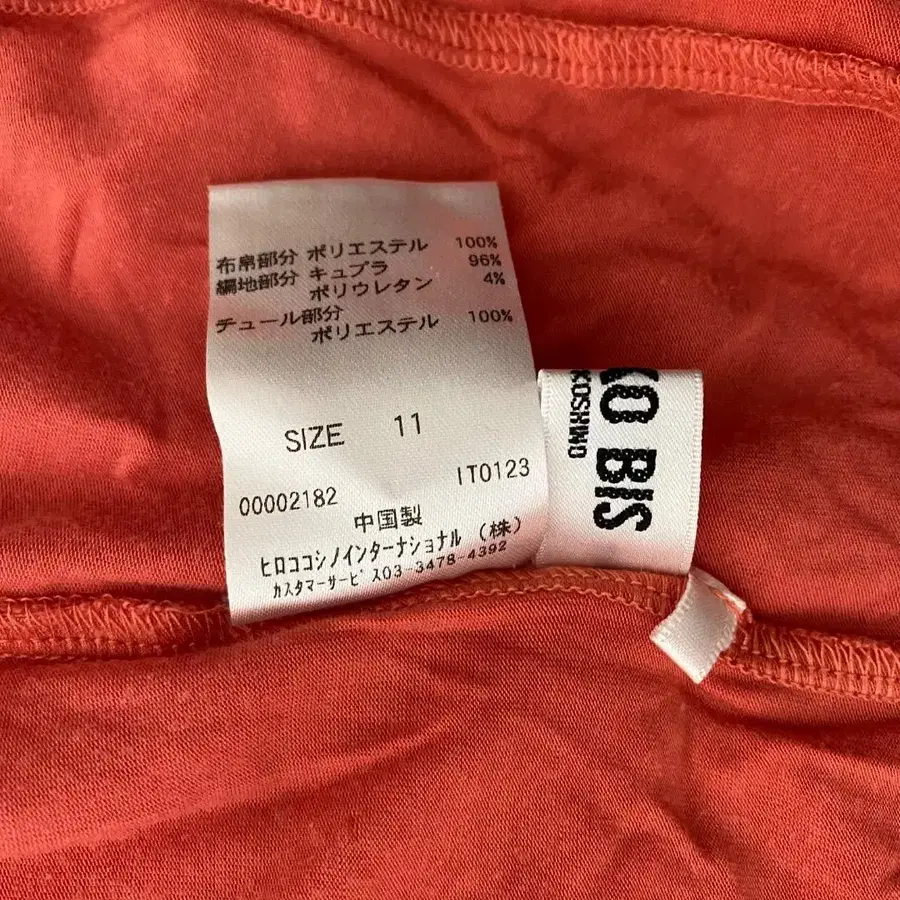 布帛部分 ポリエステル 100%
編地部分 キュプラ 96%
ポリウレタン 4%
チュール部分
ポリエステル 100%
SIZE 11
00002182 IT0123
中国製
ヒロココシノインターナショナル(株)
カスタマーサービス03-3478-4392
KO BIS
KOSHINO